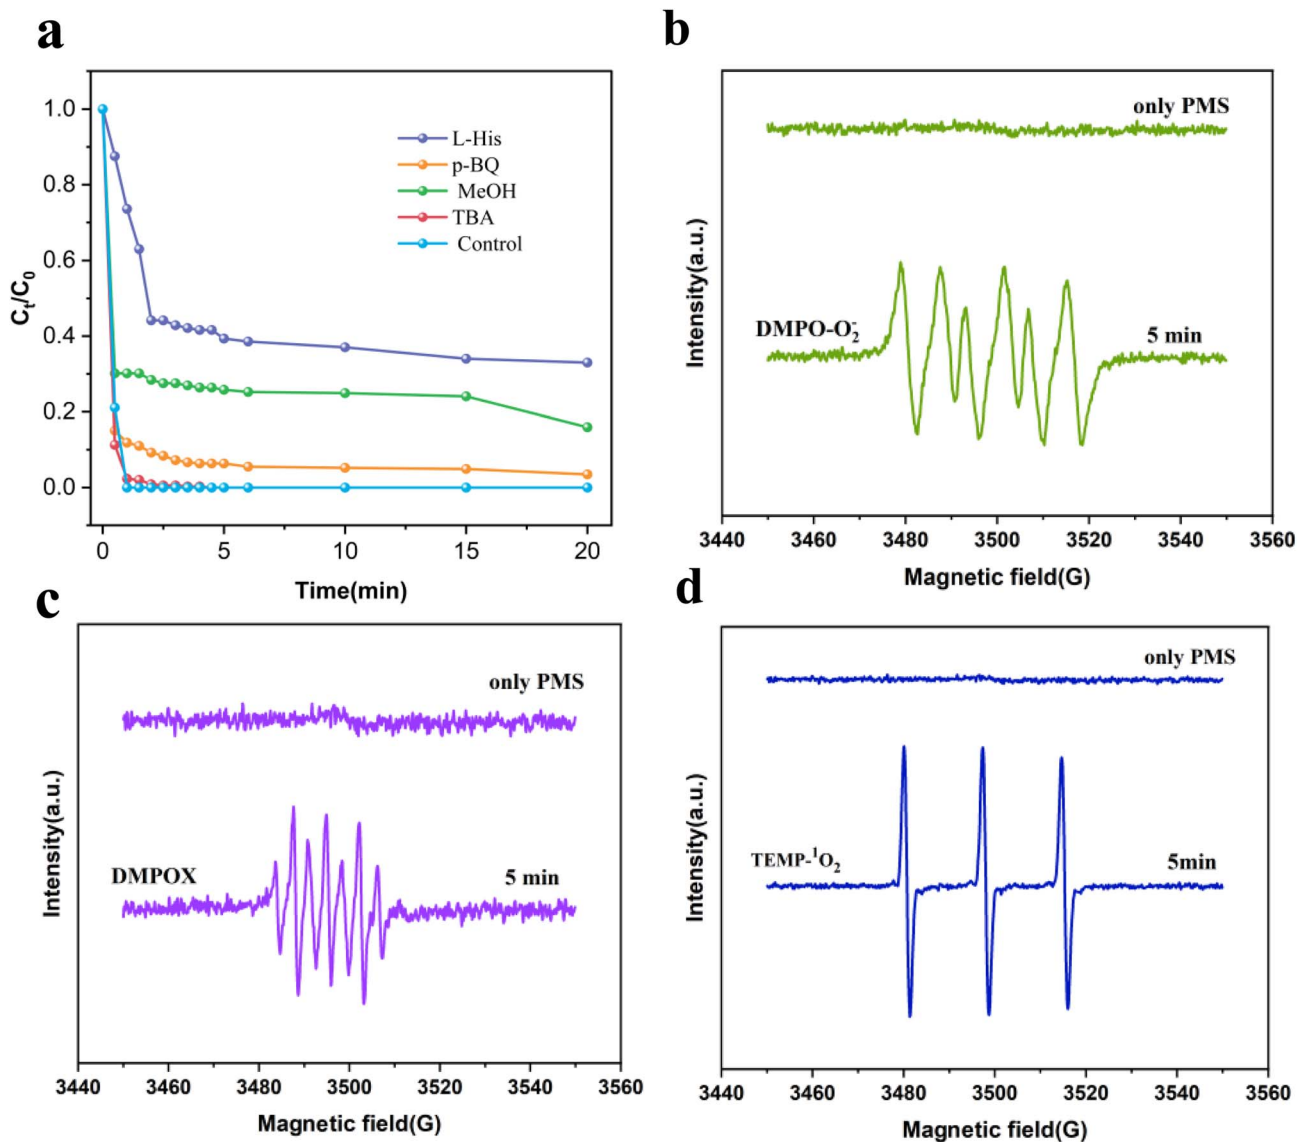 a
1.0
0.8
0.6
0.4
0.2
0.0
C_t/C_0
L-His
p-BQ
MeOH
TBA
Control
0 5 10 15 20
Time(min)
b
only PMS
DMPO-O₂⁻
5 min
Intensity(a.u.)
3440 3460 3480 3500 3520 3540 3560
Magnetic field(G)
c
only PMS
DMPOX
5 min
Intensity(a.u.)
3440 3460 3480 3500 3520 3540 3560
Magnetic field(G)
d
only PMS
TEMP-¹O₂
5min
Intensity(a.u.)
3440 3460 3480 3500 3520 3540 3560
Magnetic field(G)